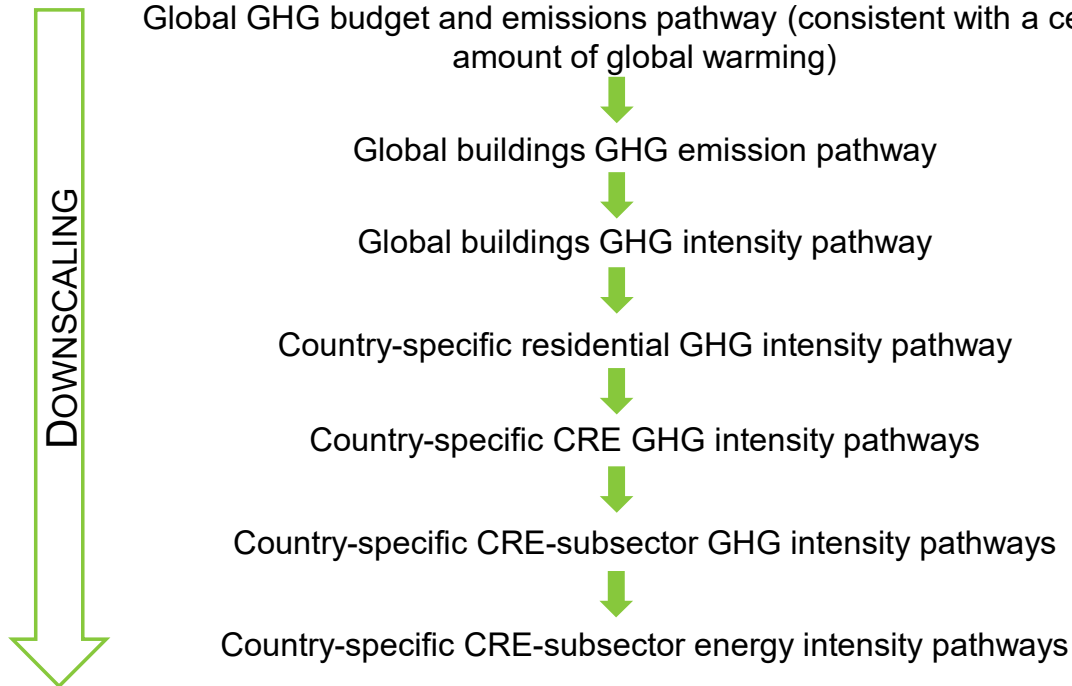 Global GHG budget and emissions pathway (consistent with a
amount of global warming)
Global buildings GHG emission pathway
Global buildings GHG intensity pathway
Country-specific residential GHG intensity pathway
Country-specific CRE GHG intensity pathways
Country-specific CRE-subsector GHG intensity pathways
Country-specific CRE-subsector energy intensity pathways
DOWNSCALING